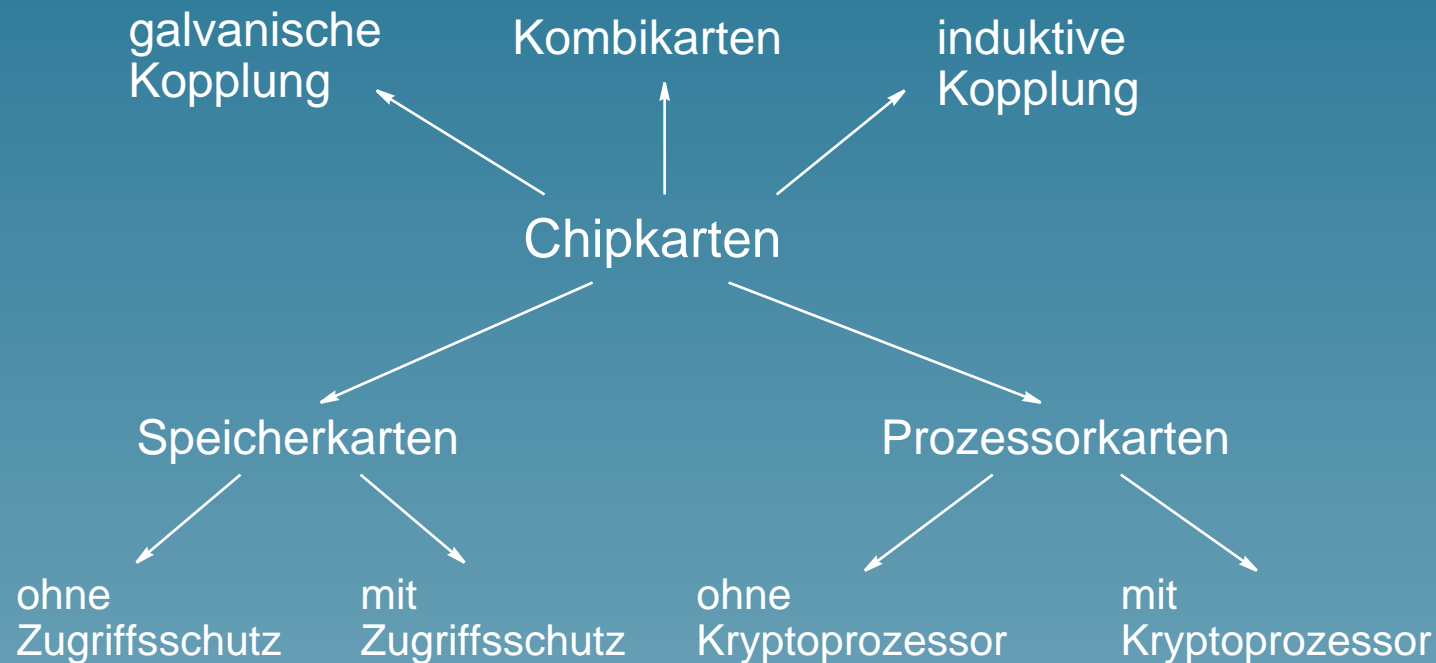 galvanische
Kopplung
Kombikarten
induktive
Kopplung
Chipkarten
Speicherkarten
Prozessorkarten
ohne
Zugriffsschutz
mit
Zugriffsschutz
ohne
Kryptoprozessor
mit
Kryptoprozessor